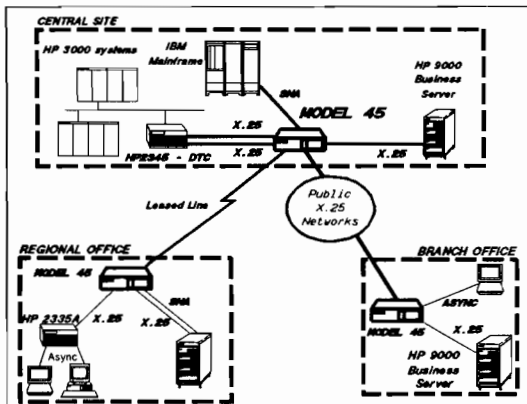 CENTRAL SITE
HP 3000 systems
IBM
Mainframe
HP 9000
Business
Server
SNA
MODEL 45
X.25
X.25
X.25
HP2345 - DTC
Leased Line
Public
X.25
Networks
REGIONAL OFFICE
MODEL 45
SNA
HP 2335A
X.25
X.25
Async
BRANCH OFFICE
ASYNC
MODEL 45
X.25
HP 9000
Business
Server